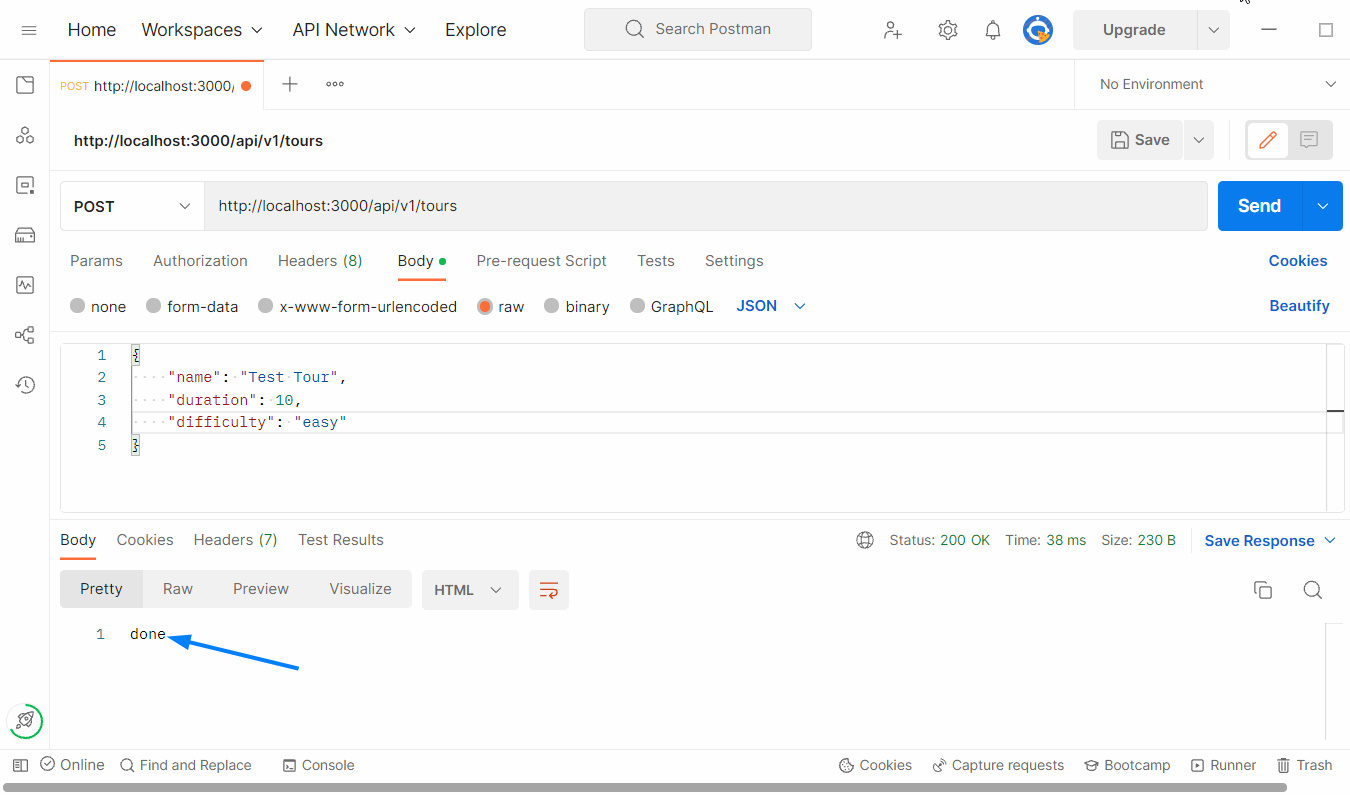 Home Workspaces API Network Explore Search Postman Upgrade
POST http://localhost:3000/ No Environment
http://localhost:3000/api/v1/tours Save
POST http://localhost:3000/api/v1/tours Send
Params Authorization Headers (8) Body Pre-request Script Tests Settings Cookies
none form-data x-www-form-urlencoded raw binary GraphQL JSON Beautify
1 {
2 "name": "Test Tour",
3 "duration": 10,
4 "difficulty": "easy"
5 }
Body Cookies Headers (7) Test Results Status: 200 OK Time: 38 ms Size: 230 B Save Response
Pretty Raw Preview Visualize HTML
1 done
Online Find and Replace Console Cookies Capture requests Bootcamp Runner Trash